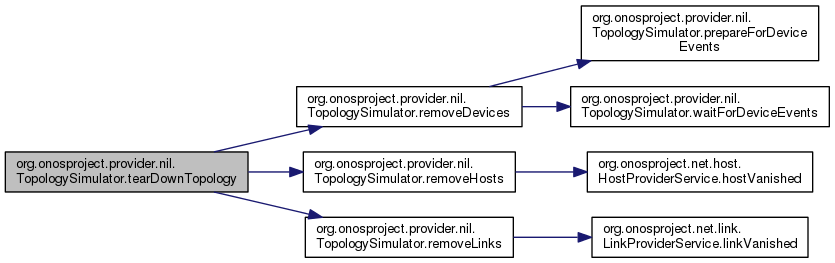 org.onosproject.provider.nil.
TopologySimulator.tearDownTopology
org.onosproject.provider.nil.
TopologySimulator.removeDevices
org.onosproject.provider.nil.
TopologySimulator.prepareForDevice
Events
org.onosproject.provider.nil.
TopologySimulator.waitForDeviceEvents
org.onosproject.provider.nil.
TopologySimulator.removeHosts
org.onosproject.net.host.
HostProviderService.hostVanished
org.onosproject.provider.nil.
TopologySimulator.removeLinks
org.onosproject.net.link.
LinkProviderService.linkVanished